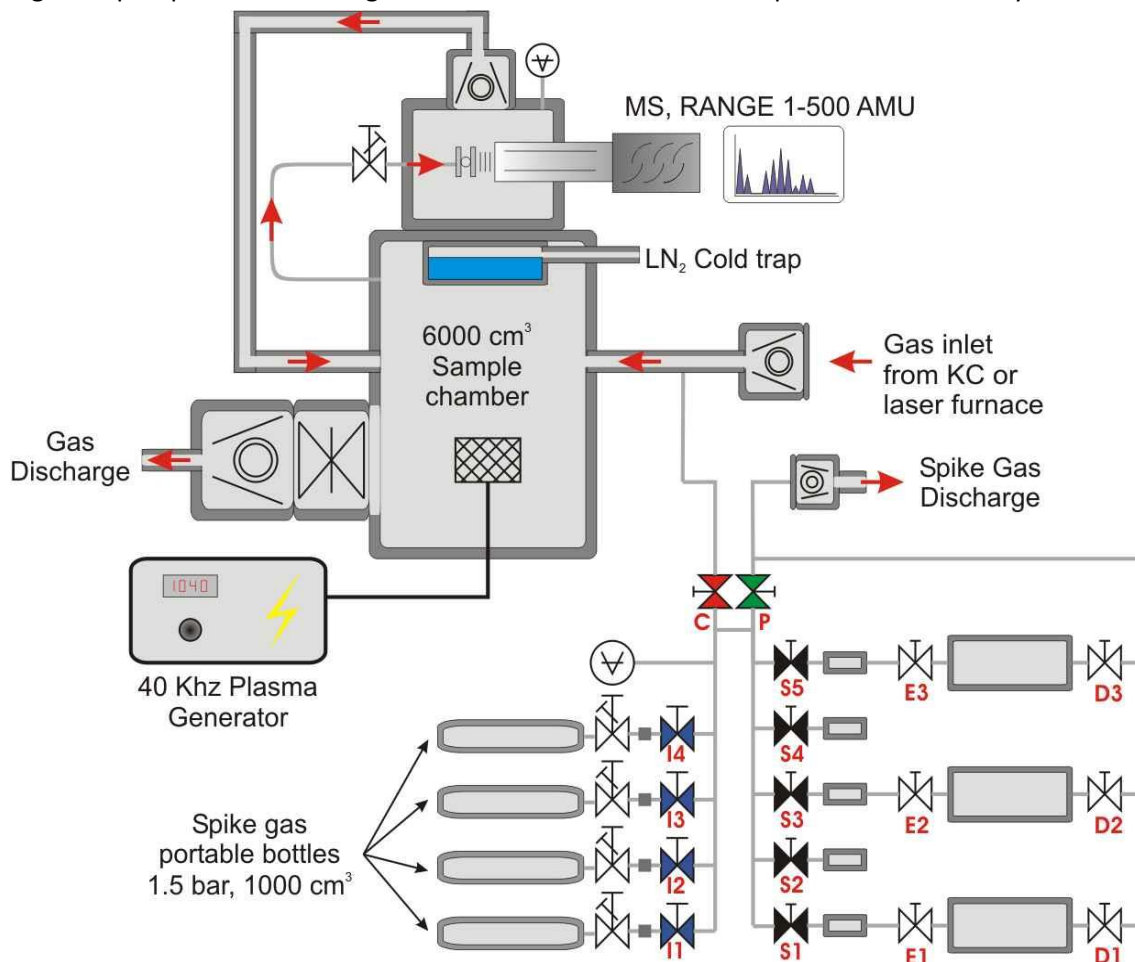 MS, RANGE 1-500 AMU
LN₂ Cold trap
6000 cm³
Sample
chamber
Gas inlet
from KC or
laser furnace
Gas
Discharge
Spike Gas
Discharge
1040
40 Khz Plasma
Generator
C
P
S5
E3
D3
I4
S4
I3
S3
E2
D2
Spike gas
portable bottles
1.5 bar, 1000 cm³
I2
S2
I1
S1
E1
D1